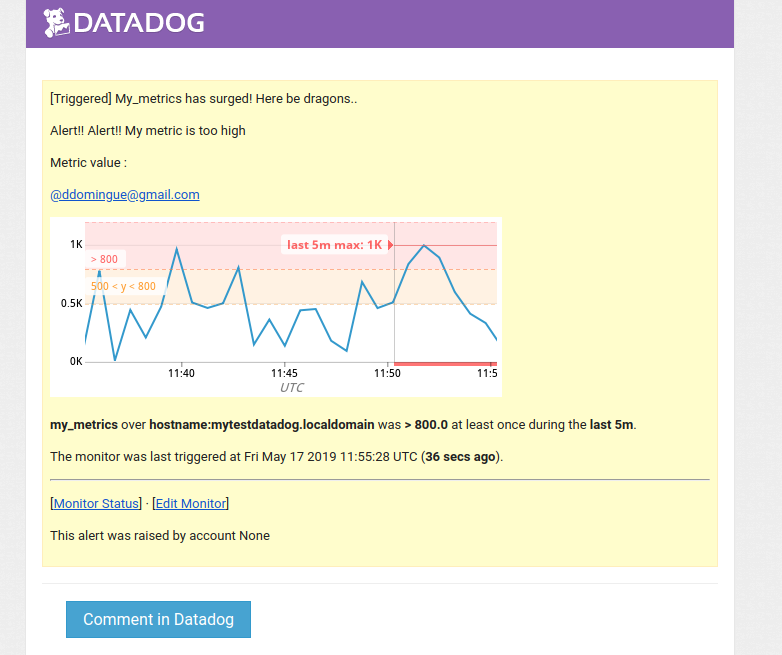 DATADOG
[Triggered] My_metrics has surged! Here be dragons..
Alert!! Alert!! My metric is too high
Metric value :
@ddomingue@gmail.com
1K
last 5m max: 1K
> 800
500 < y < 800
0.5K
0K
11:40
11:45
11:50
11:5
UTC
my_metrics over hostname:mytestdatadog.localdomain was > 800.0 at least once during the last 5m.
The monitor was last triggered at Fri May 17 2019 11:55:28 UTC (36 secs ago).
[Monitor Status] · [Edit Monitor]
This alert was raised by account None
Comment in Datadog